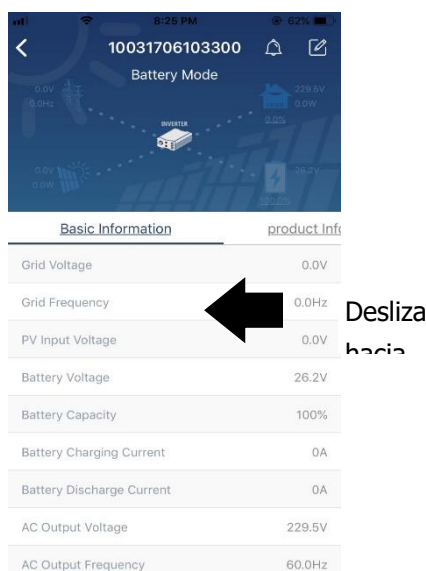 8:25 PM
62%
10031706103300
Battery Mode
0.0V
0.0Hz
229.5V
0.0W
INVERTER
0.0%
0.0V
0.0W
26.2V
100.0%
Basic Information
product Info
Grid Voltage 0.0V
Grid Frequency 0.0Hz
PV Input Voltage 0.0V
Battery Voltage 26.2V
Battery Capacity 100%
Battery Charging Current 0A
Battery Discharge Current 0A
AC Output Voltage 229.5V
AC Output Frequency 60.0Hz
Desliza
hacia